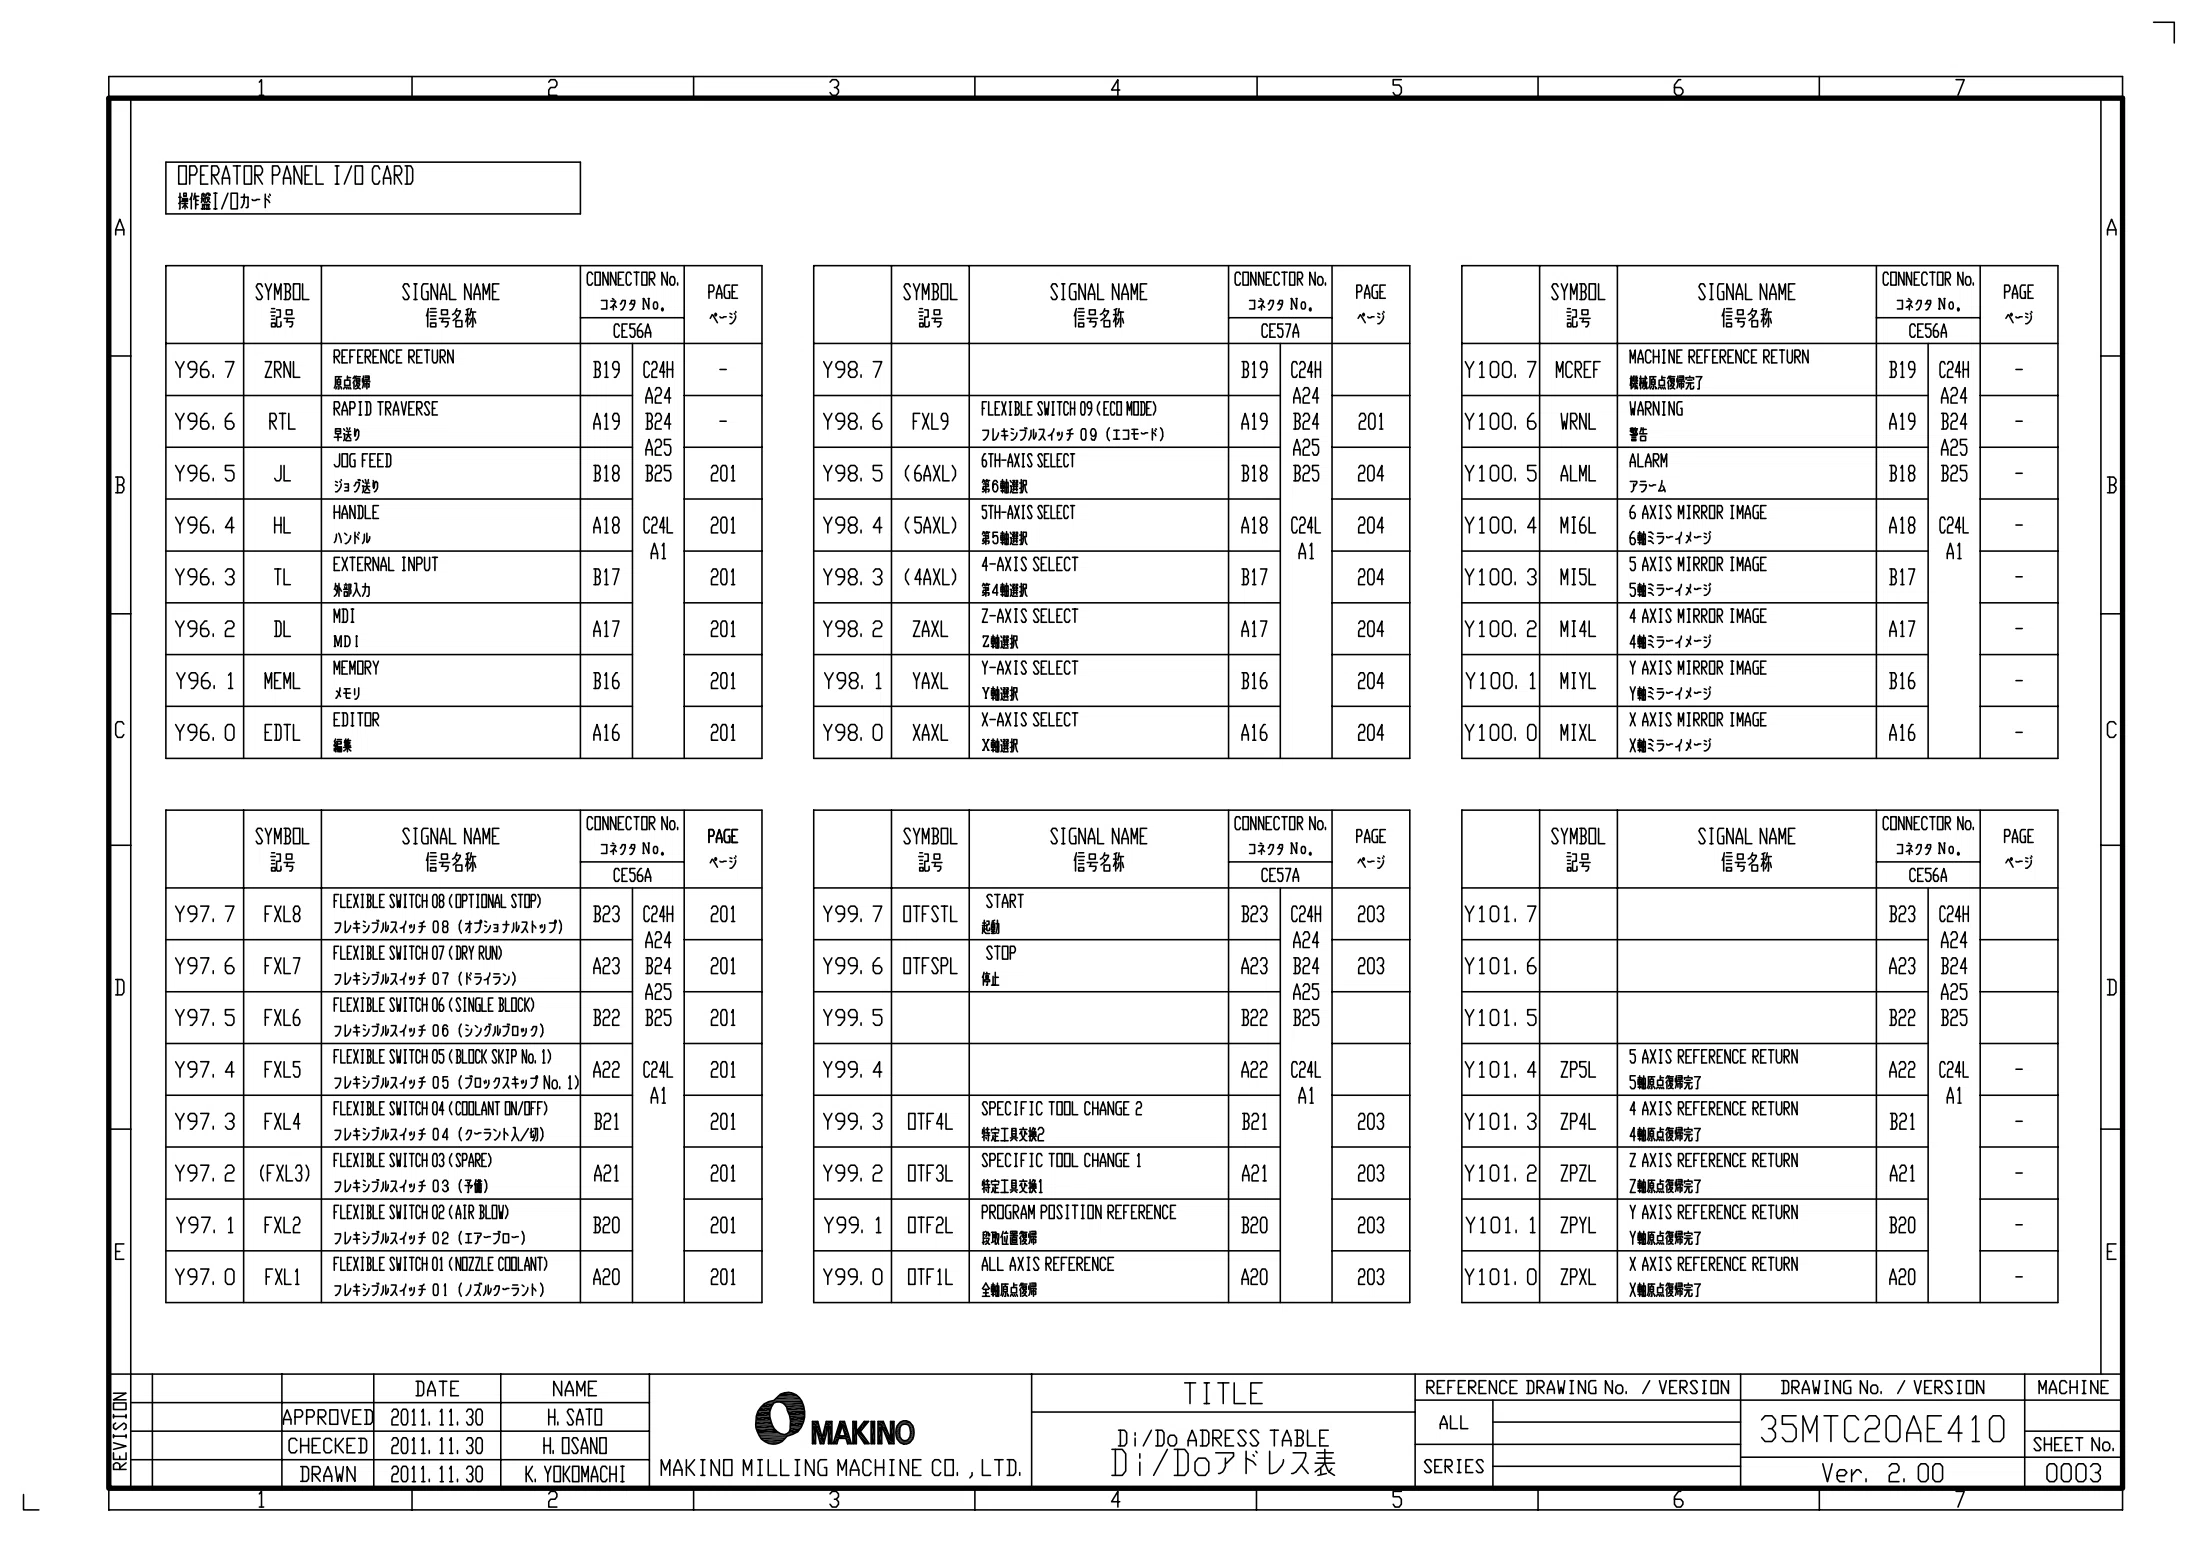 1 2 3 4 5 6 7
OPERATOR PANEL I/O CARD
操作盤I/Oカード
A A
B B
C C
D D
E E
SYMBOL SIGNAL NAME CONNECTOR No. PAGE
記号 信号名称 コネクタ No. ページ
CE56A
Y96.7 ZRNL REFERENCE RETURN B19 C24H -
原点復帰
A24
Y96.6 RTL RAPID TRAVERSE A19 B24 -
早送り
A25
Y96.5 JL JOG FEED B18 B25 201
ジョグ送り
Y96.4 HL HANDLE A18 C24L 201
ハンドル
A1
Y96.3 TL EXTERNAL INPUT B17 201
外部入力
Y96.2 DL MDI A17 201
MDI
Y96.1 MEML MEMORY B16 201
メモリ
Y96.0 EDTL EDITOR A16 201
編集
SYMBOL SIGNAL NAME CONNECTOR No. PAGE
記号 信号名称 コネクタ No. ページ
CE57A
Y98.7 B19 C24H
A24
Y98.6 FXL9 FLEXIBLE SWITCH 09 (ECO MODE) A19 B24 201
フレキシブルスイッチ 09 (エコモード)
A25
Y98.5 (6AXL) 6TH-AXIS SELECT B18 B25 204
第6軸選択
Y98.4 (5AXL) 5TH-AXIS SELECT A18 C24L 204
第5軸選択
A1
Y98.3 (4AXL) 4-AXIS SELECT B17 204
第4軸選択
Y98.2 ZAXL Z-AXIS SELECT A17 204
Z軸選択
Y98.1 YAXL Y-AXIS SELECT B16 204
Y軸選択
Y98.0 XAXL X-AXIS SELECT A16 204
X軸選択
SYMBOL SIGNAL NAME CONNECTOR No. PAGE
記号 信号名称 コネクタ No. ページ
CE56A
Y100.7 MCREF MACHINE REFERENCE RETURN B19 C24H -
機械原点復帰完了
A24
Y100.6 WRNL WARNING A19 B24 -
警告
A25
Y100.5 ALML ALARM B18 B25 -
アラーム
Y100.4 MI6L 6 AXIS MIRROR IMAGE A18 C24L -
6軸ミラーイメージ
A1
Y100.3 MI5L 5 AXIS MIRROR IMAGE B17 -
5軸ミラーイメージ
Y100.2 MI4L 4 AXIS MIRROR IMAGE A17 -
4軸ミラーイメージ
Y100.1 MIYL Y AXIS MIRROR IMAGE B16 -
Y軸ミラーイメージ
Y100.0 MIXL X AXIS MIRROR IMAGE A16 -
X軸ミラーイメージ
SYMBOL SIGNAL NAME CONNECTOR No. PAGE
記号 信号名称 コネクタ No. ページ
CE56A
Y97.7 FXL8 FLEXIBLE SWITCH 08 (OPTIONAL STOP) B23 C24H 201
フレキシブルスイッチ 08 (オプショナルストップ)
A24
Y97.6 FXL7 FLEXIBLE SWITCH 07 (DRY RUN) A23 B24 201
フレキシブルスイッチ 07 (ドライラン)
A25
Y97.5 FXL6 FLEXIBLE SWITCH 06 (SINGLE BLOCK) B22 B25 201
フレキシブルスイッチ 06 (シングルブロック)
Y97.4 FXL5 FLEXIBLE SWITCH 05 (BLOCK SKIP No.1) A22 C24L 201
フレキシブルスイッチ 05 (ブロックスキップ No.1)
A1
Y97.3 FXL4 FLEXIBLE SWITCH 04 (COOLANT ON/OFF) B21 201
フレキシブルスイッチ 04 (クーラント入/切)
Y97.2 (FXL3) FLEXIBLE SWITCH 03 (SPARE) A21 201
フレキシブルスイッチ 03 (予備)
Y97.1 FXL2 FLEXIBLE SWITCH 02 (AIR BLOW) B20 201
フレキシブルスイッチ 02 (エアーブロー)
Y97.0 FXL1 FLEXIBLE SWITCH 01 (NOZZLE COOLANT) A20 201
フレキシブルスイッチ 01 (ノズルクーラント)
SYMBOL SIGNAL NAME CONNECTOR No. PAGE
記号 信号名称 コネクタ No. ページ
CE57A
Y99.7 OTFSTL START B23 C24H 203
起動
A24
Y99.6 OTFSPL STOP A23 B24 203
停止
A25
Y99.5 B22 B25
Y99.4 A22 C24L
A1
Y99.3 OTF4L SPECIFIC TOOL CHANGE 2 B21 203
特定工具交換2
Y99.2 OTF3L SPECIFIC TOOL CHANGE 1 A21 203
特定工具交換1
Y99.1 OTF2L PROGRAM POSITION REFERENCE B20 203
段取位置復帰
Y99.0 OTF1L ALL AXIS REFERENCE A20 203
全軸原点復帰
SYMBOL SIGNAL NAME CONNECTOR No. PAGE
記号 信号名称 コネクタ No. ページ
CE56A
Y101.7 B23 C24H
A24
Y101.6 A23 B24
A25
Y101.5 B22 B25
Y101.4 ZP5L 5 AXIS REFERENCE RETURN A22 C24L -
5軸原点復帰完了
A1
Y101.3 ZP4L 4 AXIS REFERENCE RETURN B21 -
4軸原点復帰完了
Y101.2 ZPZL Z AXIS REFERENCE RETURN A21 -
Z軸原点復帰完了
Y101.1 ZPYL Y AXIS REFERENCE RETURN B20 -
Y軸原点復帰完了
Y101.0 ZPXL X AXIS REFERENCE RETURN A20 -
X軸原点復帰完了
REVISION
DATE NAME
APPROVED 2011.11.30 H. SATO
CHECKED 2011.11.30 H. OSANO
DRAWN 2011.11.30 K. YOKOMACHI
MAKINO
MAKINO MILLING MACHINE CO.,LTD.
TITLE
Di/Do ADRESS TABLE
Di/Doアドレス表
REFERENCE DRAWING No. / VERSION
ALL
SERIES
DRAWING No. / VERSION
35MTC20AE410
Ver. 2.00
MACHINE
SHEET No.
0003
1 2 3 4 5 6 7